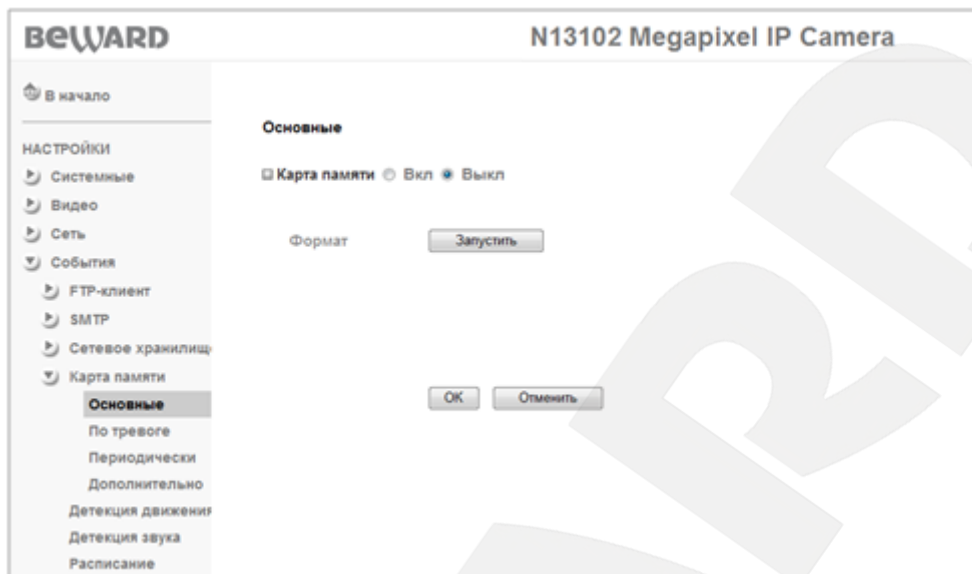 BEWARD
N13102 Megapixel IP Camera
В начало
НАСТРОЙКИ
Системные
Видео
Сеть
События
FTP-клиент
SMTP
Сетевое хранилищ
Карта памяти
Основные
По тревоге
Периодически
Дополнительно
Детекция движения
Детекция звука
Расписание
Основные
Карта памяти Вкл Выкл
Формат Запустить
OK Отменить